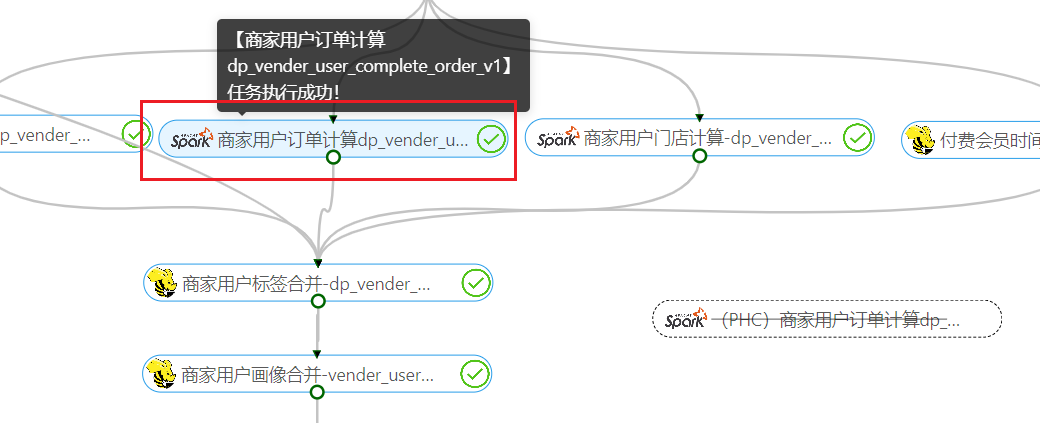 【商家用户订单计算
dp_vender_user_complete_order_v1】
任务执行成功！
p_vender_...
APACHE Spark 商家用户订单计算dp_vender_u...
Spark 商家用户门店计算-dp_vender_...
付费会员时间
商家用户标签合并-dp_vender_...
Spark （PHC）商家用户订单计算dp_...
商家用户画像合并-vender_user...